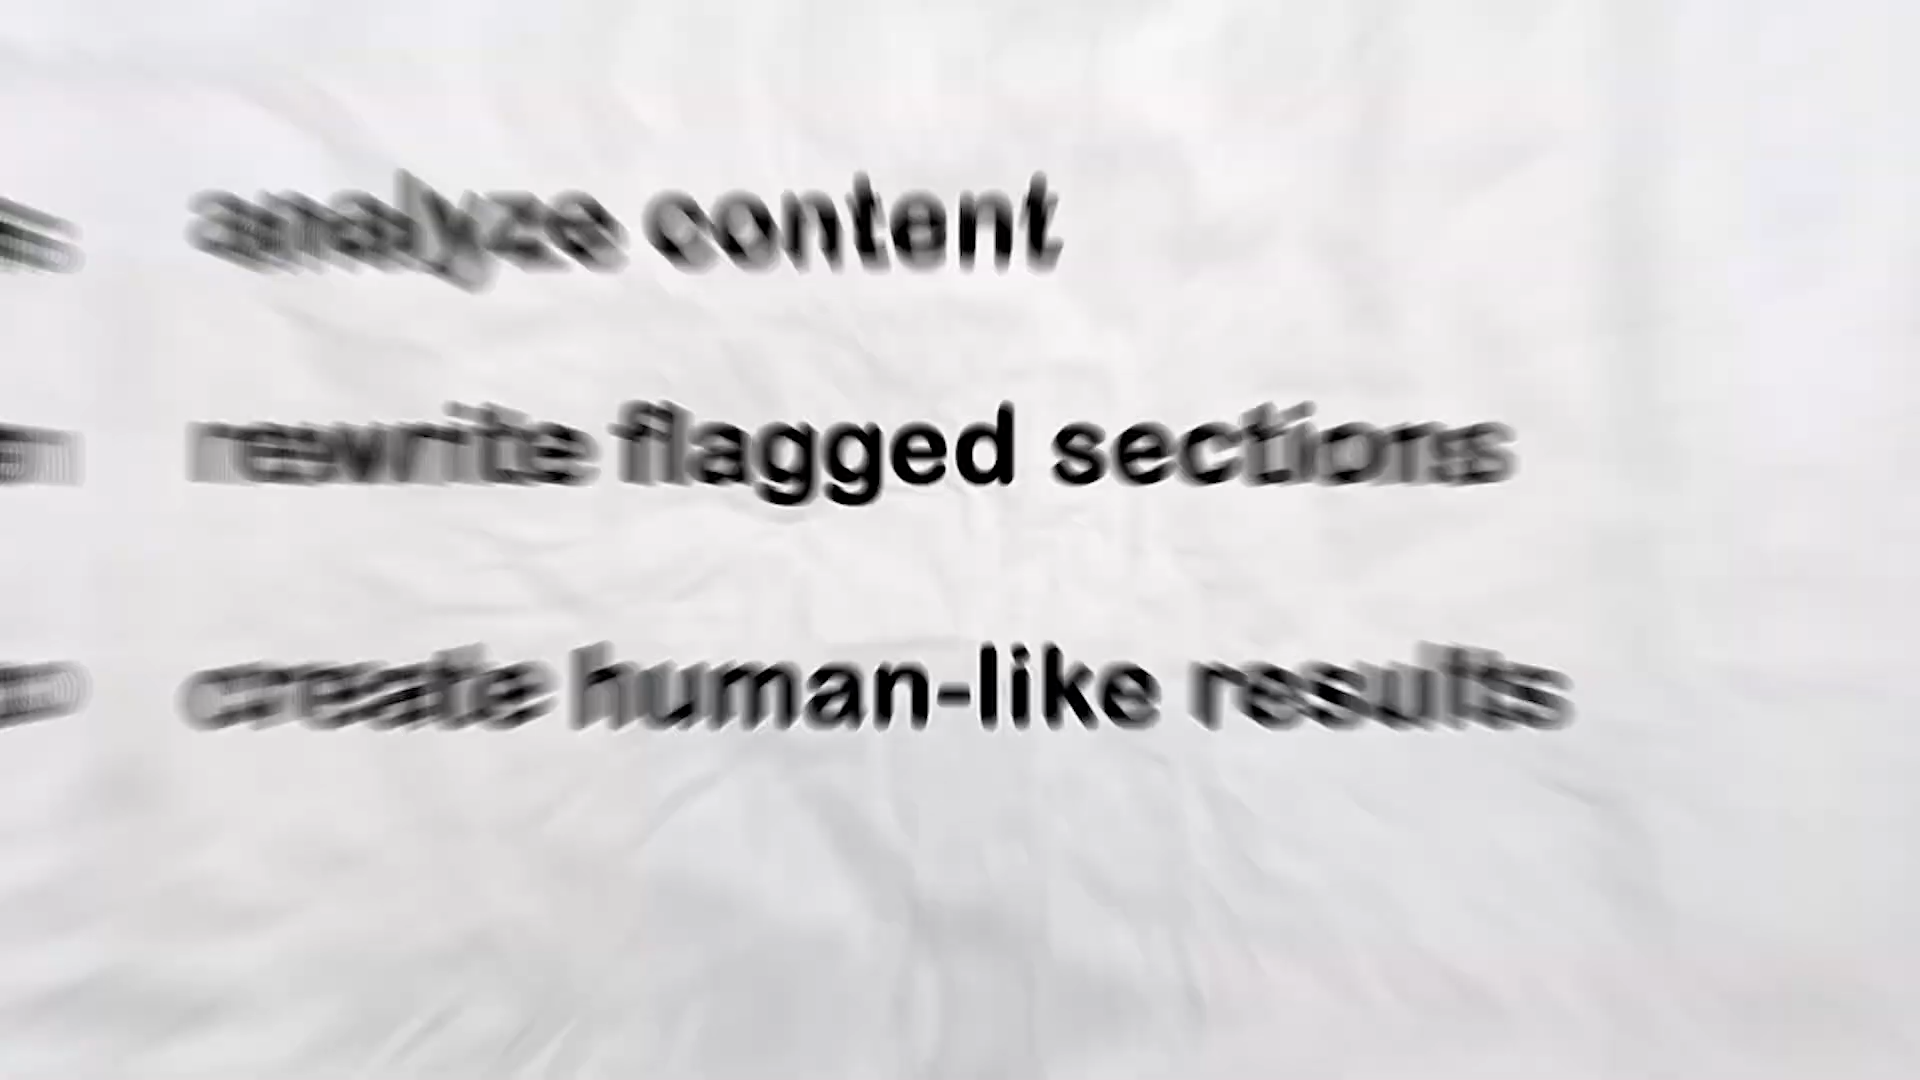 analyze content
rewrite flagged sections
create human-like results